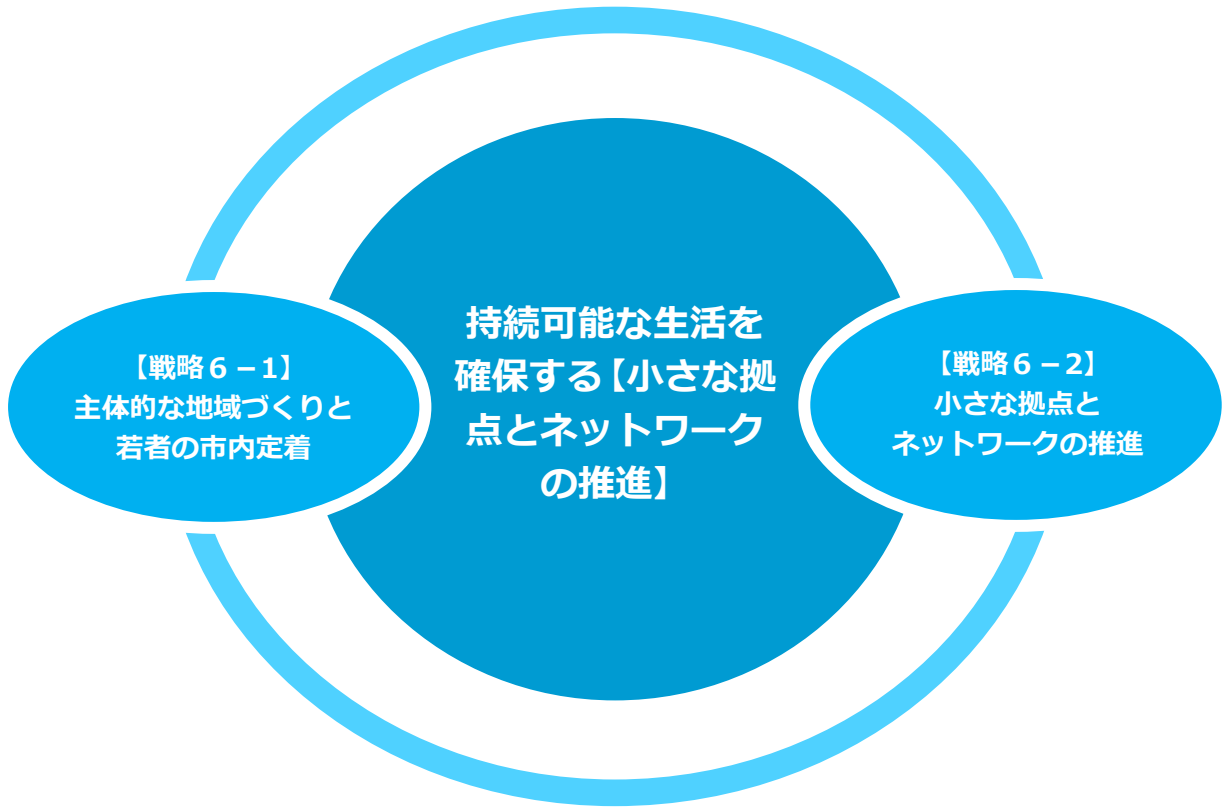 持続可能な生活を
確保する【小さな拠
点とネットワーク
の推進】
【戦略６－1】
主体的な地域づくりと
若者の市内定着
【戦略６－2】
小さな拠点と
ネットワークの推進